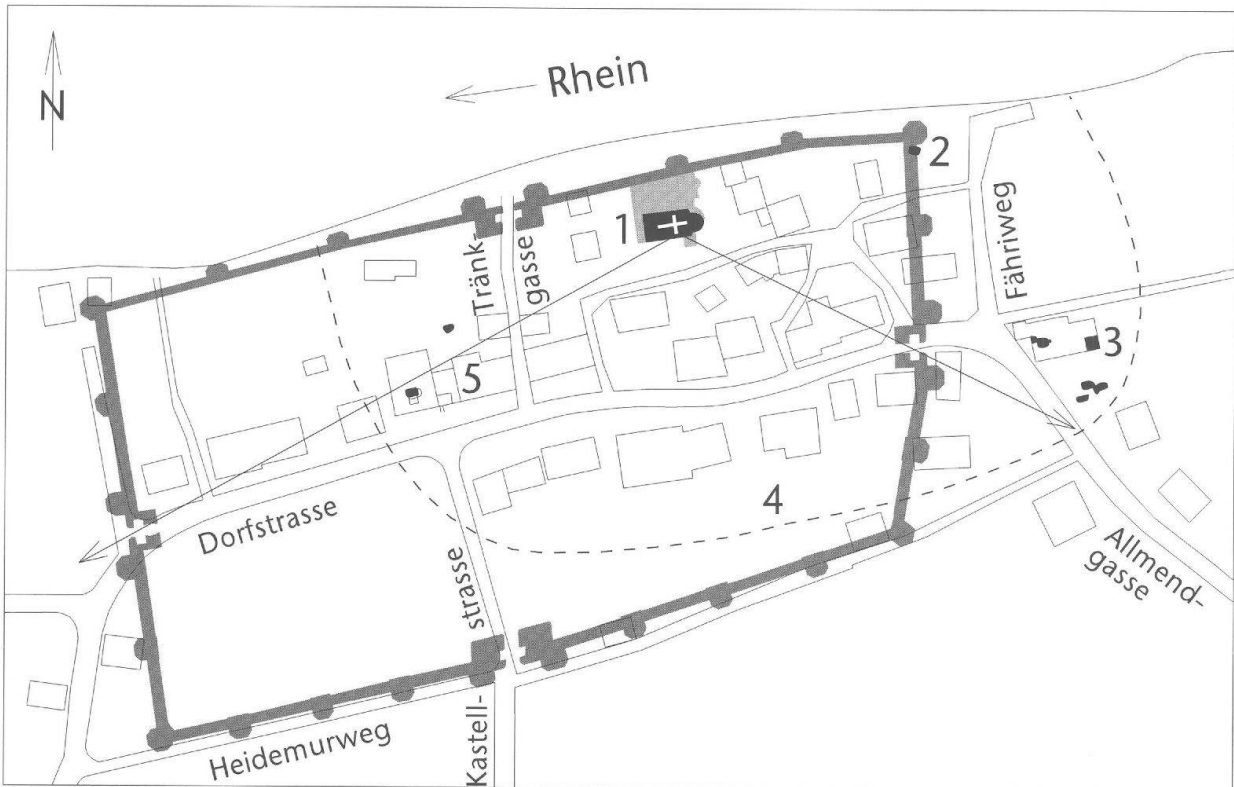 N
Rhein
1
2
Tränk-
gasse
Fähriweg
3
5
4
Dorfstrasse
Allmend-
gasse
Kastell-
strasse
Heidemurweg